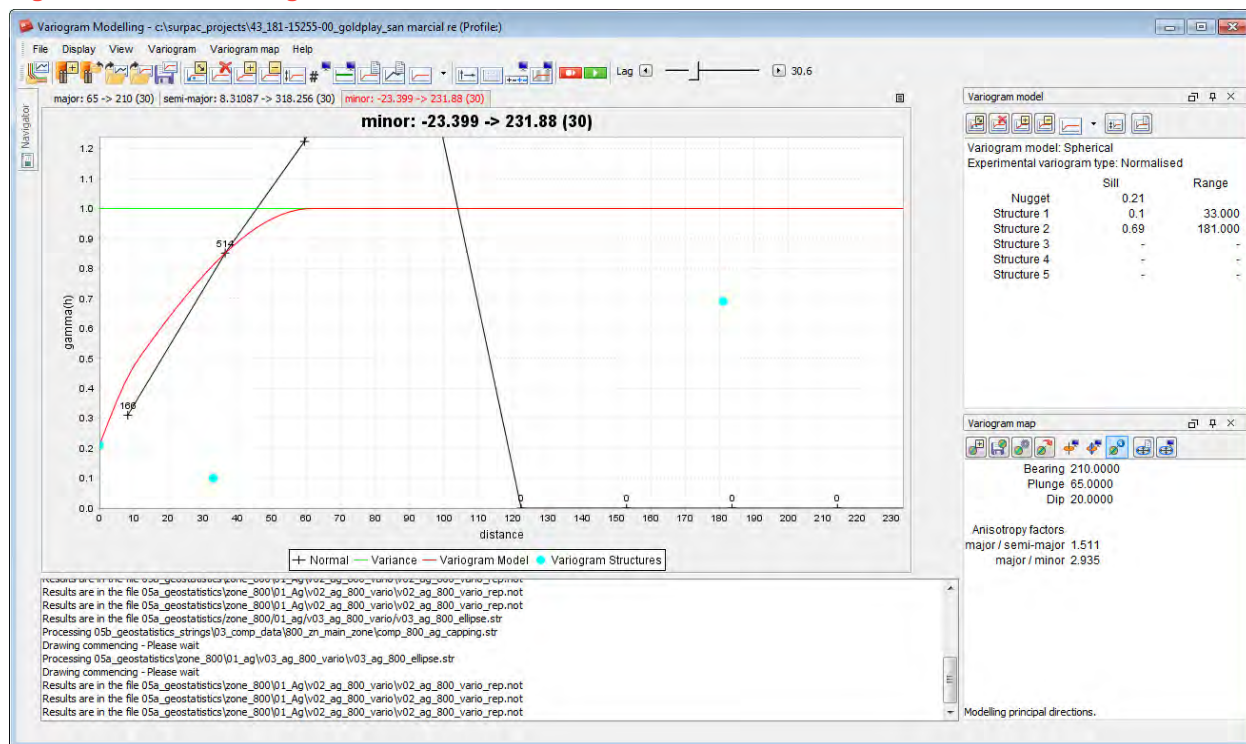 Variogram Modelling - c:\surpac_projects\43_181-15255-00_goldplay_san marcial re (Profile:)
File Display View Variogram Variogram map Help
Lag 30.6
Navigator
major: 65 -> 210 (30) semi-major: 8.31087 -> 318.256 (30) minor: -23.399 -> 231.88 (30)
minor: -23.399 -> 231.88 (30)
gamma(h)
1.2
1.1
1.0
0.9
0.8
0.7
0.6
0.5
0.4
0.3
0.2
0.1
0.0
166
514
0 0 0 0
0 10 20 30 40 50 60 70 80 90 100 110 120 130 140 150 160 170 180 190 200 210 220 230
distance
Normal Variance Variogram Model Variogram Structures
Results are in the file 05a_geostatistics\zone_800\01_Ag\v02_ag_800_vario\v02_ag_800_vario_rep.not
Results are in the file 05a_geostatistics\zone_800\01_Ag\v02_ag_800_vario\v02_ag_800_vario_rep.not
Results are in the file 05a_geostatistics\zone_800\01_Ag\v02_ag_800_vario\v02_ag_800_vario_rep.not
Results are in the file 05a_geostatistics/zone_800/01_ag/v03_ag_800_vario/v03_ag_800_ellipse.str
Processing 05b_geostatistics_strings\03_comp_data\800_zn_main_zone\comp_800_ag_capping.str
Drawing commencing - Please wait
Processing 05a_geostatistics\zone_800\01_ag\v03_ag_800_vario\v03_ag_800_ellipse.str
Drawing commencing - Please wait
Results are in the file 05a_geostatistics\zone_800\01_Ag\v02_ag_800_vario\v02_ag_800_vario_rep.not
Results are in the file 05a_geostatistics\zone_800\01_Ag\v02_ag_800_vario\v02_ag_800_vario_rep.not
Results are in the file 05a_geostatistics\zone_800\01_Ag\v02_ag_800_vario\v02_ag_800_vario_rep.not
Variogram model
Variogram model: Spherical
Experimental variogram type: Normalised
Sill Range
Nugget 0.21
Structure 1 0.1 33.000
Structure 2 0.69 181.000
Structure 3 - -
Structure 4 - -
Structure 5 - -
Variogram map
Bearing 210.0000
Plunge 65.0000
Dip 20.0000
Anisotropy factors
major / semi-major 1.511
major / minor 2.935
Modelling principal directions.